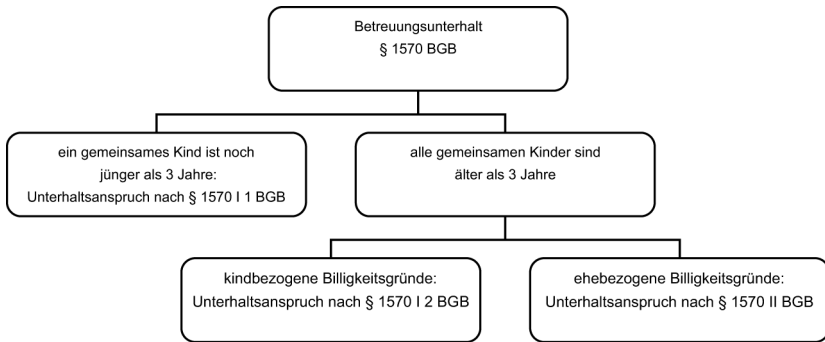 Betreuungsunterhalt
§ 1570 BGB
ein gemeinsames Kind ist noch
jünger als 3 Jahre:
Unterhaltsanspruch nach § 1570 I 1 BGB
alle gemeinsamen Kinder sind
älter als 3 Jahre
kindbezogene Billigkeitsgründe:
Unterhaltsanspruch nach § 1570 I 2 BGB
ehebezogene Billigkeitsgründe:
Unterhaltsanspruch nach § 1570 II BGB